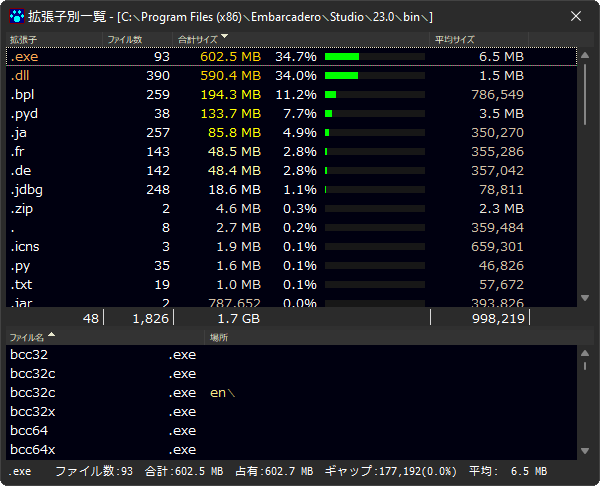 拡張子別一覧 - [C:\Program Files (x86)\Embarcadero\Studio\23.0\bin\]
拡張子 ファイル数 合計サイズ 平均サイズ
.exe 93 602.5 MB 34.7% 6.5 MB
.dll 390 590.4 MB 34.0% 1.5 MB
.bpl 259 194.3 MB 11.2% 786,549
.pyd 38 133.7 MB 7.7% 3.5 MB
.ja 257 85.8 MB 4.9% 350,270
.fr 143 48.5 MB 2.8% 355,286
.de 142 48.4 MB 2.8% 357,042
.jdbg 248 18.6 MB 1.1% 78,811
.zip 2 4.6 MB 0.3% 2.3 MB
. 8 2.7 MB 0.2% 359,484
.icns 3 1.9 MB 0.1% 659,301
.py 35 1.6 MB 0.1% 46,826
.txt 19 1.0 MB 0.1% 57,672
.jar 2 787,652 0.0% 393,826
48 1,826 1.7 GB 998,219
ファイル名 場所
bcc32 .exe
bcc32c .exe
bcc32c .exe en\
bcc32x .exe
bcc64 .exe
bcc64x .exe
.exe ファイル数:93 合計:602.5 MB 占有:602.7 MB ギャップ:177,192(0.0%) 平均: 6.5 MB